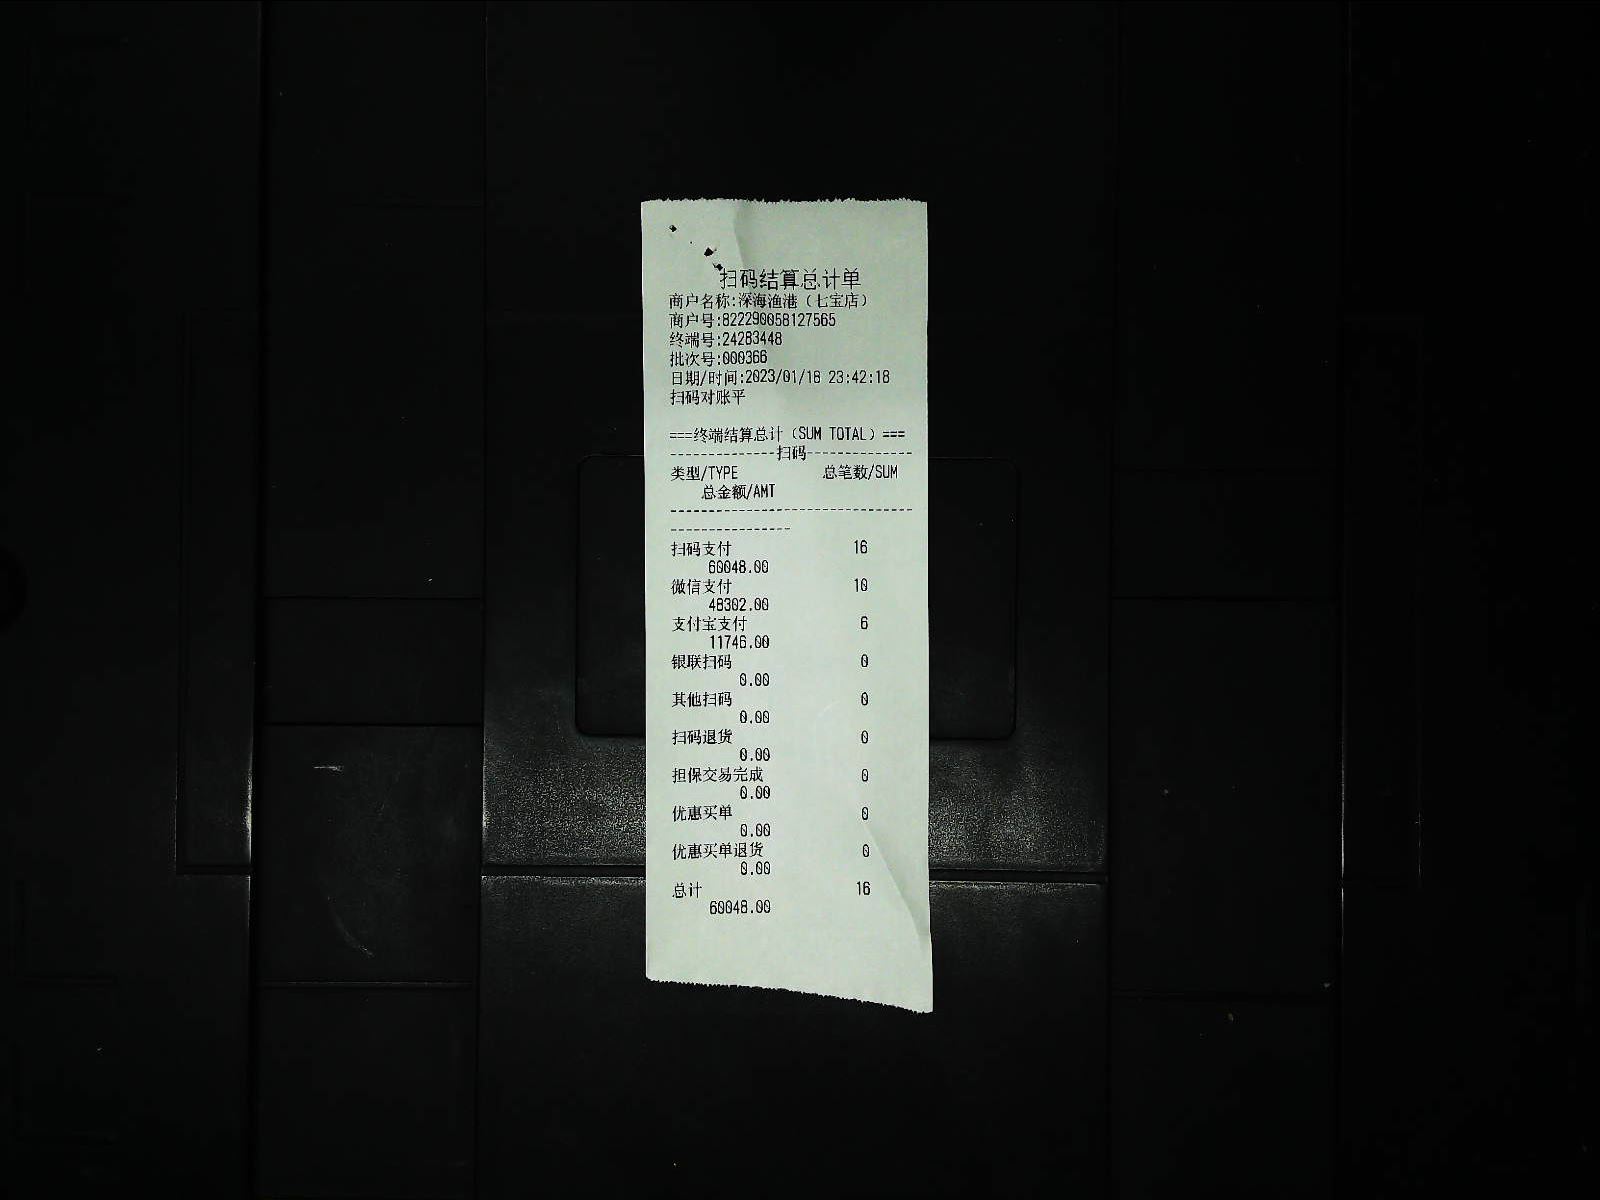 扫码结算总计单
商户名称:深海渔港（七宝店）
商户号:822290058127565
终端号:24283448
批次号:000366
日期/时间:2023/01/18 23:42:18
扫码对账平
===终端结算总计（SUM TOTAL）===
--------------扫码--------------
类型/TYPE 总笔数/SUM
总金额/AMT
--------------------------------
----------------
扫码支付 16
60048.00
微信支付 10
48302.00
支付宝支付 6
11746.00
银联扫码 0
0.00
其他扫码 0
0.00
扫码退货 0
0.00
担保交易完成 0
0.00
优惠买单 0
0.00
优惠买单退货 0
0.00
总计 16
60048.00